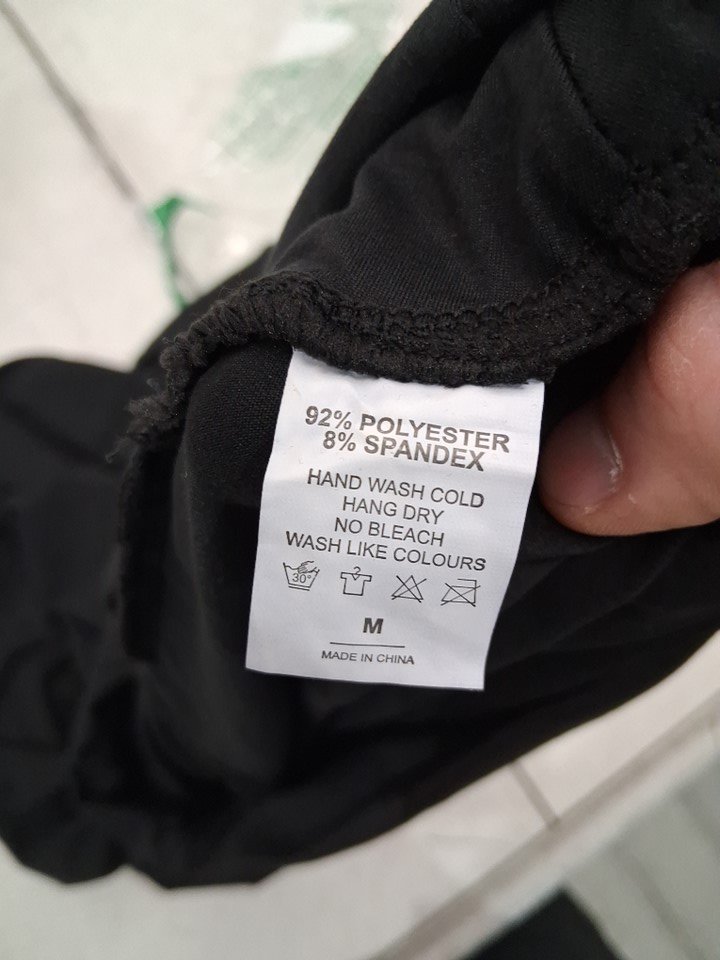 92% POLYESTER
8% SPANDEX
HAND WASH COLD
HANG DRY
NO BLEACH
WASH LIKE COLOURS
30°
M
MADE IN CHINA